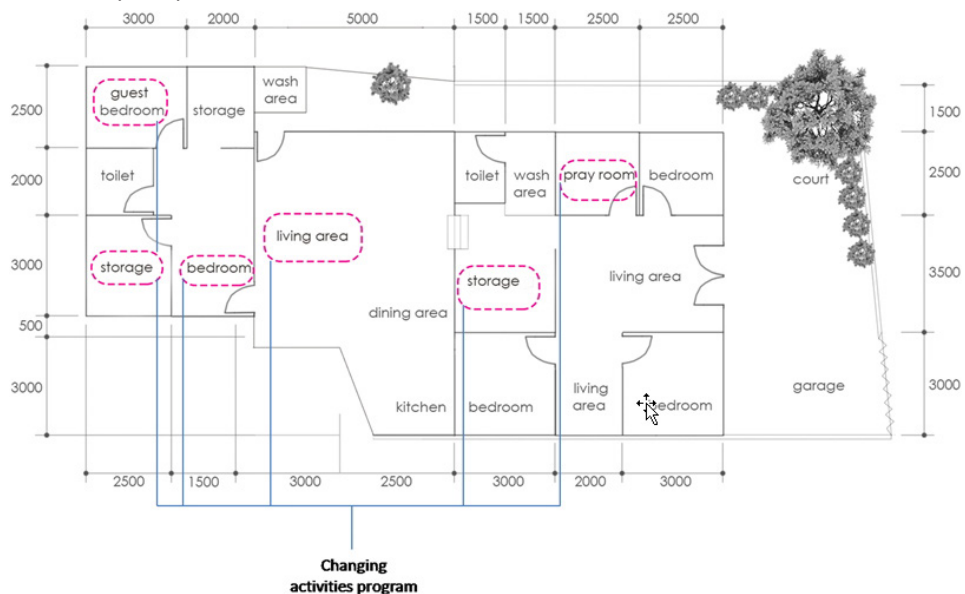 3000
2000
5000
1500
1500
2500
2500
guest
bedroom
storage
wash
area
2500
1500
toilet
2000
toilet
wash
area
pray room
bedroom
court
2500
living area
storage
bedroom
3000
storage
living area
3500
dining area
500
3000
kitchen
bedroom
living
area
bedroom
garage
3000
2500
1500
3000
2500
3000
2000
3000
Changing
activities program